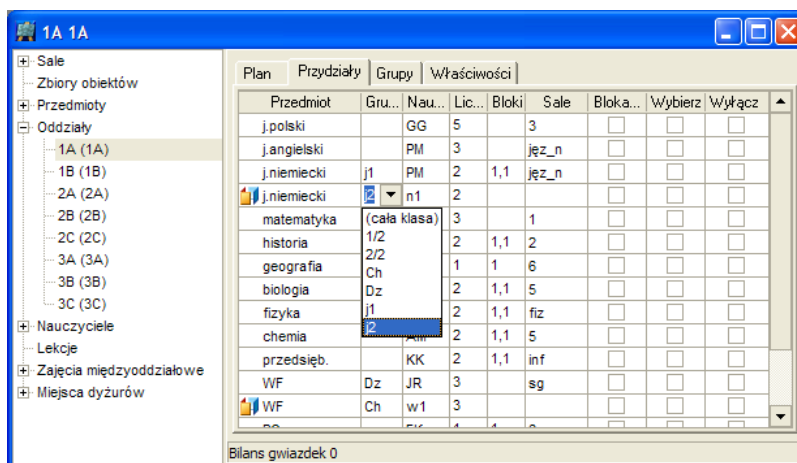 1A 1A
Sale
Zbiory obiektów
Przedmioty
Oddziały
1A (1A)
1B (1B)
2A (2A)
2B (2B)
2C (2C)
3A (3A)
3B (3B)
3C (3C)
Nauczyciele
Lekcje
Zajęcia międzyoddziałowe
Miejsca dyżurów
Plan Przydziały Grupy Właściwości
Przedmiot Gru... Nau... Lic... Bloki Sale Bloka... Wybierz Wyłącz
j.polski GG 5 3
j.angielski PM 3 jęz_n
j.niemiecki j1 PM 2 1,1 jęz_n
j.niemiecki j2 n1 2
matematyka 3 1
historia 2 1,1 2
geografia 1 1 6
biologia 2 1,1 5
fizyka 2 1,1 fiz
chemia 2 1,1 5
przedsięb. KK 2 1,1 inf
WF Dz JR 3 sg
WF Ch w1 3
(cała klasa)
1/2
2/2
Ch
Dz
j1
j2
Bilans gwiazdek 0